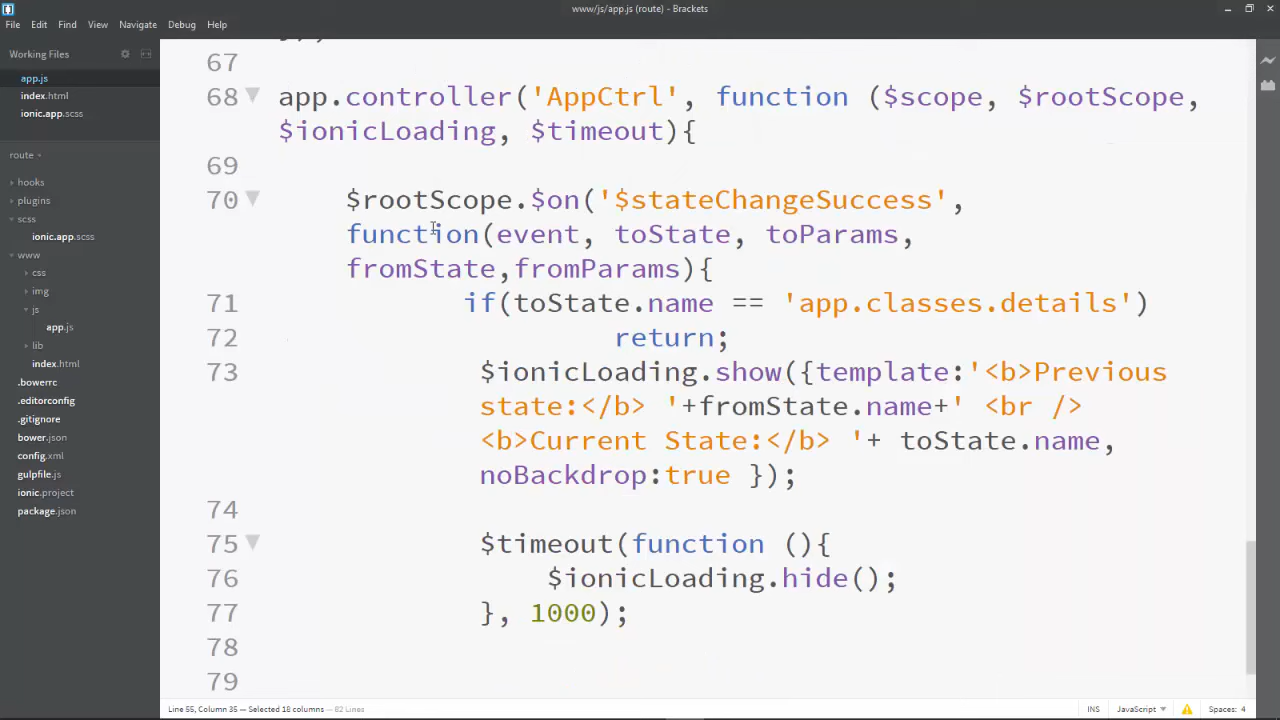 www/js/app.js (route) - Brackets
File Edit Find View Navigate Debug Help
Working Files
app.js
index.html
ionic.app.scss
route
hooks
plugins
scss
ionic.app.scss
www
css
img
js
app.js
lib
index.html
.bowerrc
.editorconfig
.gitignore
bower.json
config.xml
gulpfile.js
ionic.project
package.json
67
68 app.controller('AppCtrl', function ($scope, $rootScope,
$ionicLoading, $timeout){
69
70 $rootScope.$on('$stateChangeSuccess',
function(event, toState, toParams,
fromState,fromParams){
71 if(toState.name == 'app.classes.details')
72 return;
73 $ionicLoading.show({template:'<b>Previous
state:</b> '+fromState.name+' <br />
<b>Current State:</b> '+ toState.name,
noBackdrop:true });
74
75 $timeout(function (){
76 $ionicLoading.hide();
77 }, 1000);
78
79
Line 55, Column 35 — Selected 18 columns — 82 Lines
INS JavaScript Spaces: 4